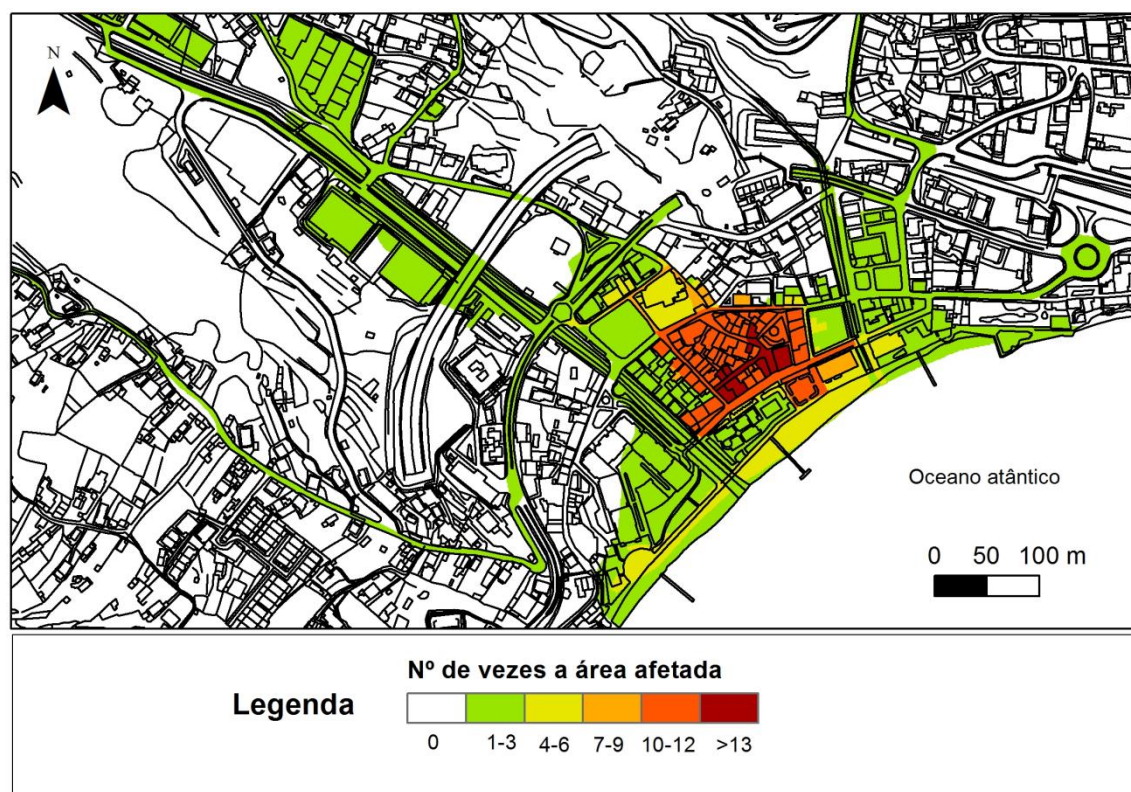 N
Oceano atântico
0 50 100 m
Nº de vezes a área afetada
Legenda
0 1-3 4-6 7-9 10-12 >13